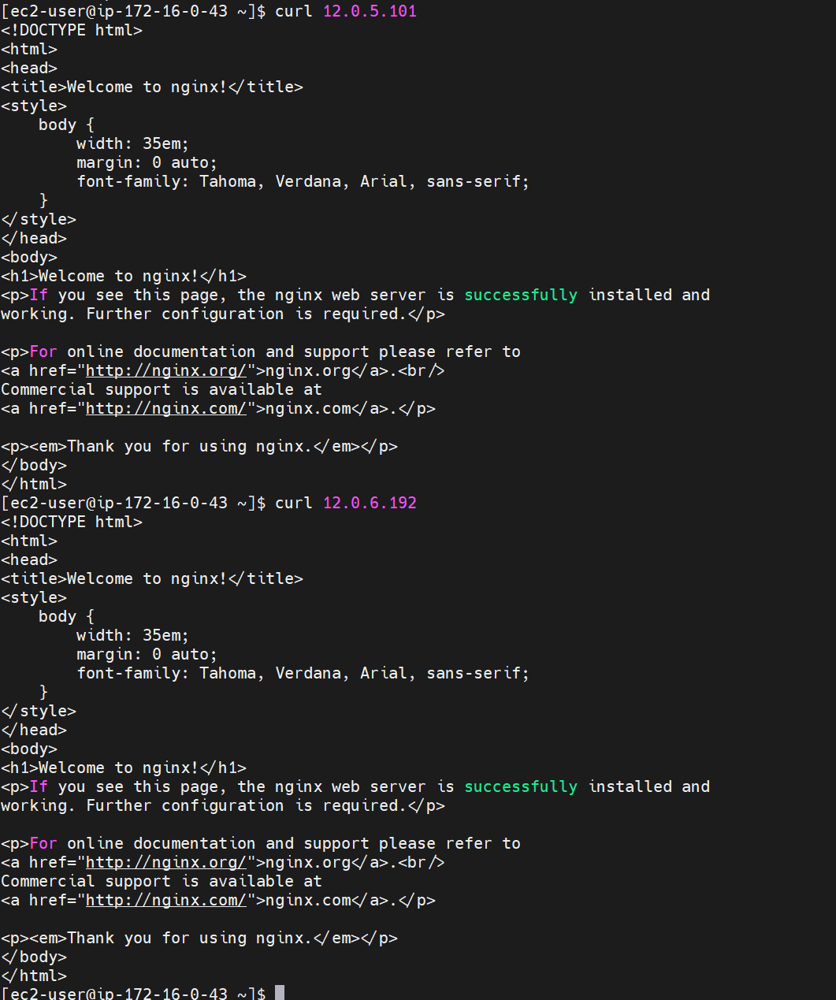 [ec2-user@ip-172-16-0-43 ~]$ curl 12.0.5.101
<!DOCTYPE html>
<html>
<head>
<title>Welcome to nginx!</title>
<style>
    body {
        width: 35em;
        margin: 0 auto;
        font-family: Tahoma, Verdana, Arial, sans-serif;
    }
</style>
</head>
<body>
<h1>Welcome to nginx!</h1>
<p>If you see this page, the nginx web server is successfully installed and
working. Further configuration is required.</p>

<p>For online documentation and support please refer to
<a href="http://nginx.org/">nginx.org</a>.<br/>
Commercial support is available at
<a href="http://nginx.com/">nginx.com</a>.</p>

<p><em>Thank you for using nginx.</em></p>
</body>
</html>
[ec2-user@ip-172-16-0-43 ~]$ curl 12.0.6.192
<!DOCTYPE html>
<html>
<head>
<title>Welcome to nginx!</title>
<style>
    body {
        width: 35em;
        margin: 0 auto;
        font-family: Tahoma, Verdana, Arial, sans-serif;
    }
</style>
</head>
<body>
<h1>Welcome to nginx!</h1>
<p>If you see this page, the nginx web server is successfully installed and
working. Further configuration is required.</p>

<p>For online documentation and support please refer to
<a href="http://nginx.org/">nginx.org</a>.<br/>
Commercial support is available at
<a href="http://nginx.com/">nginx.com</a>.</p>

<p><em>Thank you for using nginx.</em></p>
</body>
</html>
[ec2-user@ip-172-16-0-43 ~]$